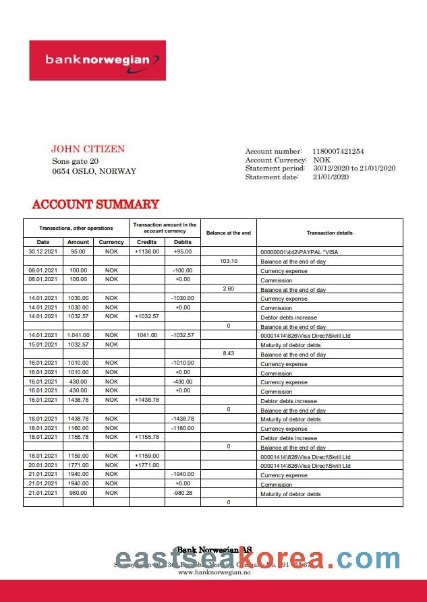 banknorwegian
JOHN CITIZEN
Sons gate 20
0654 OSLO, NORWAY
Account number: 1180007421254
Account Currency: NOK
Statement period: 30/12/2020 to 21/01/2020
Statement date: 21/01/2020
ACCOUNT SUMMARY
Transactions, other operations Transaction amount in the account currency Balance at the end Transaction details
Date Amount Currency Credits Debits
30.12.2021 95.00 NOK +1136.00 +95.00 00000001\442\PAYPAL *VISA
103.10 Balance at the end of day
08.01.2021 100.00 NOK -100.00 Currency expense
08.01.2021 100.00 NOK +0.00 Commission
2.60 Balance at the end of day
14.01.2021 1030.00 NOK -1030.00 Currency expense
14.01.2021 1030.00 NOK +0.00 Commission
14.01.2021 1032.57 NOK +1032.57 Debtor debts increase
0 Balance at the end of day
14.01.2021 1041.00 NOK 1041.00 -1032.57 00001414\826\Visa Direct\Skrill Ltd
15.01.2021 1032.57 NOK Maturity of debtor debts
8.43 Balance at the end of day
16.01.2021 1010.00 NOK -1010.00 Currency expense
16.01.2021 1010.00 NOK +0.00 Commission
16.01.2021 430.00 NOK -430.00 Currency expense
16.01.2021 430.00 NOK +0.00 Commission
16.01.2021 1438.78 NOK +1438.78 Debtor debts increase
0 Balance at the end of day
18.01.2021 1438.78 NOK -1438.78 Maturity of debtor debts
18.01.2021 1160.00 NOK -1160.00 Currency expense
18.01.2021 1155.78 NOK +1155.78 Debtor debts increase
0 Balance at the end of day
18.01.2021 1159.00 NOK +1159.00 00001414\826\Visa Direct\Skrill Ltd
20.01.2021 1771.00 NOK +1771.00 00001414\826\Visa Direct\Skrill Ltd
21.01.2021 1940.00 NOK -1940.00 Currency expense
21.01.2021 1940.00 NOK +0.00 Commission
21.01.2021 980.00 NOK -980.28 Maturity of debtor debts
0
Bank Norwegian AS
eastseakorea.com
www.banknorwegian.no